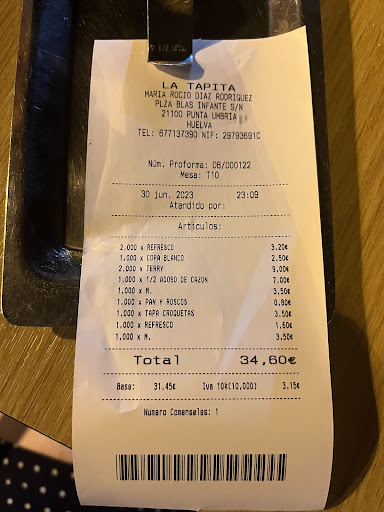 LA TAPITA
MARIA ROCIO DIAZ RODRIGUEZ
PLZA BLAS INFANTE S/N
21100 PUNTA UMBRIA
HUELVA
TEL: 677137390 NIF: 29793691C
Núm. Proforma: 06/000122
Mesa: T10
30 jun. 2023 23:09
Atendido por:
Artículos:
2,000 x REFRESCO 3,20€
1,000 x COPA BLANCO 2,50€
2,000 x TERRY 9,00€
1,000 x 1/2 ADOBO DE CAZON 7,00€
1,000 x M. 3,50€
1,000 x PAN Y ROSCOS 0,80€
1,000 x TAPA CROQUETAS 3,50€
1,000 x REFRESCO 1,60€
1,000 x M. 3,50€
Total 34,60€
Base: 31,45€ Iva 10%(10,000) 3,15€
Número Comensales: 1